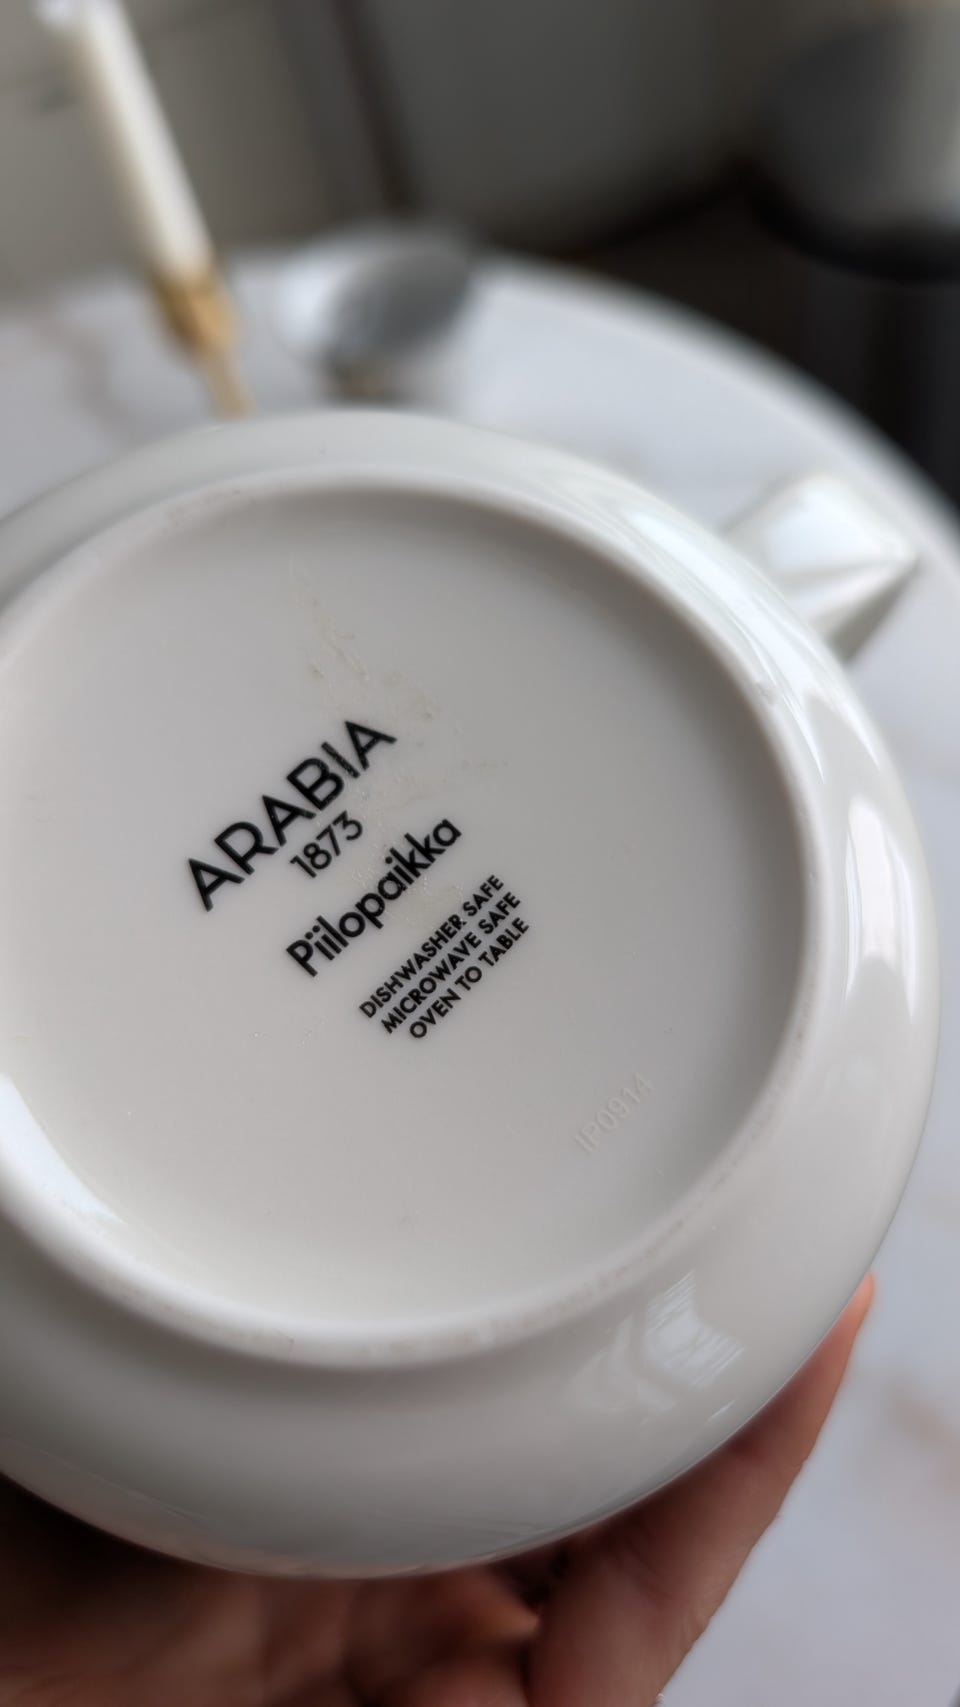 ARABIA
1873
Piilopaikka
DISHWASHER SAFE
MICROWAVE SAFE
OVEN TO TABLE
IP0914